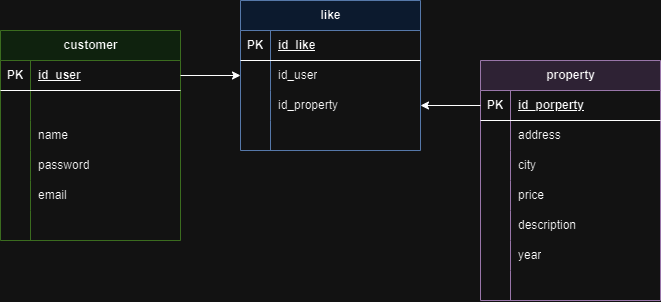 customer
PK id_user
name
password
email
like
PK id_like
id_user
id_property
property
PK id_porperty
address
city
price
description
year